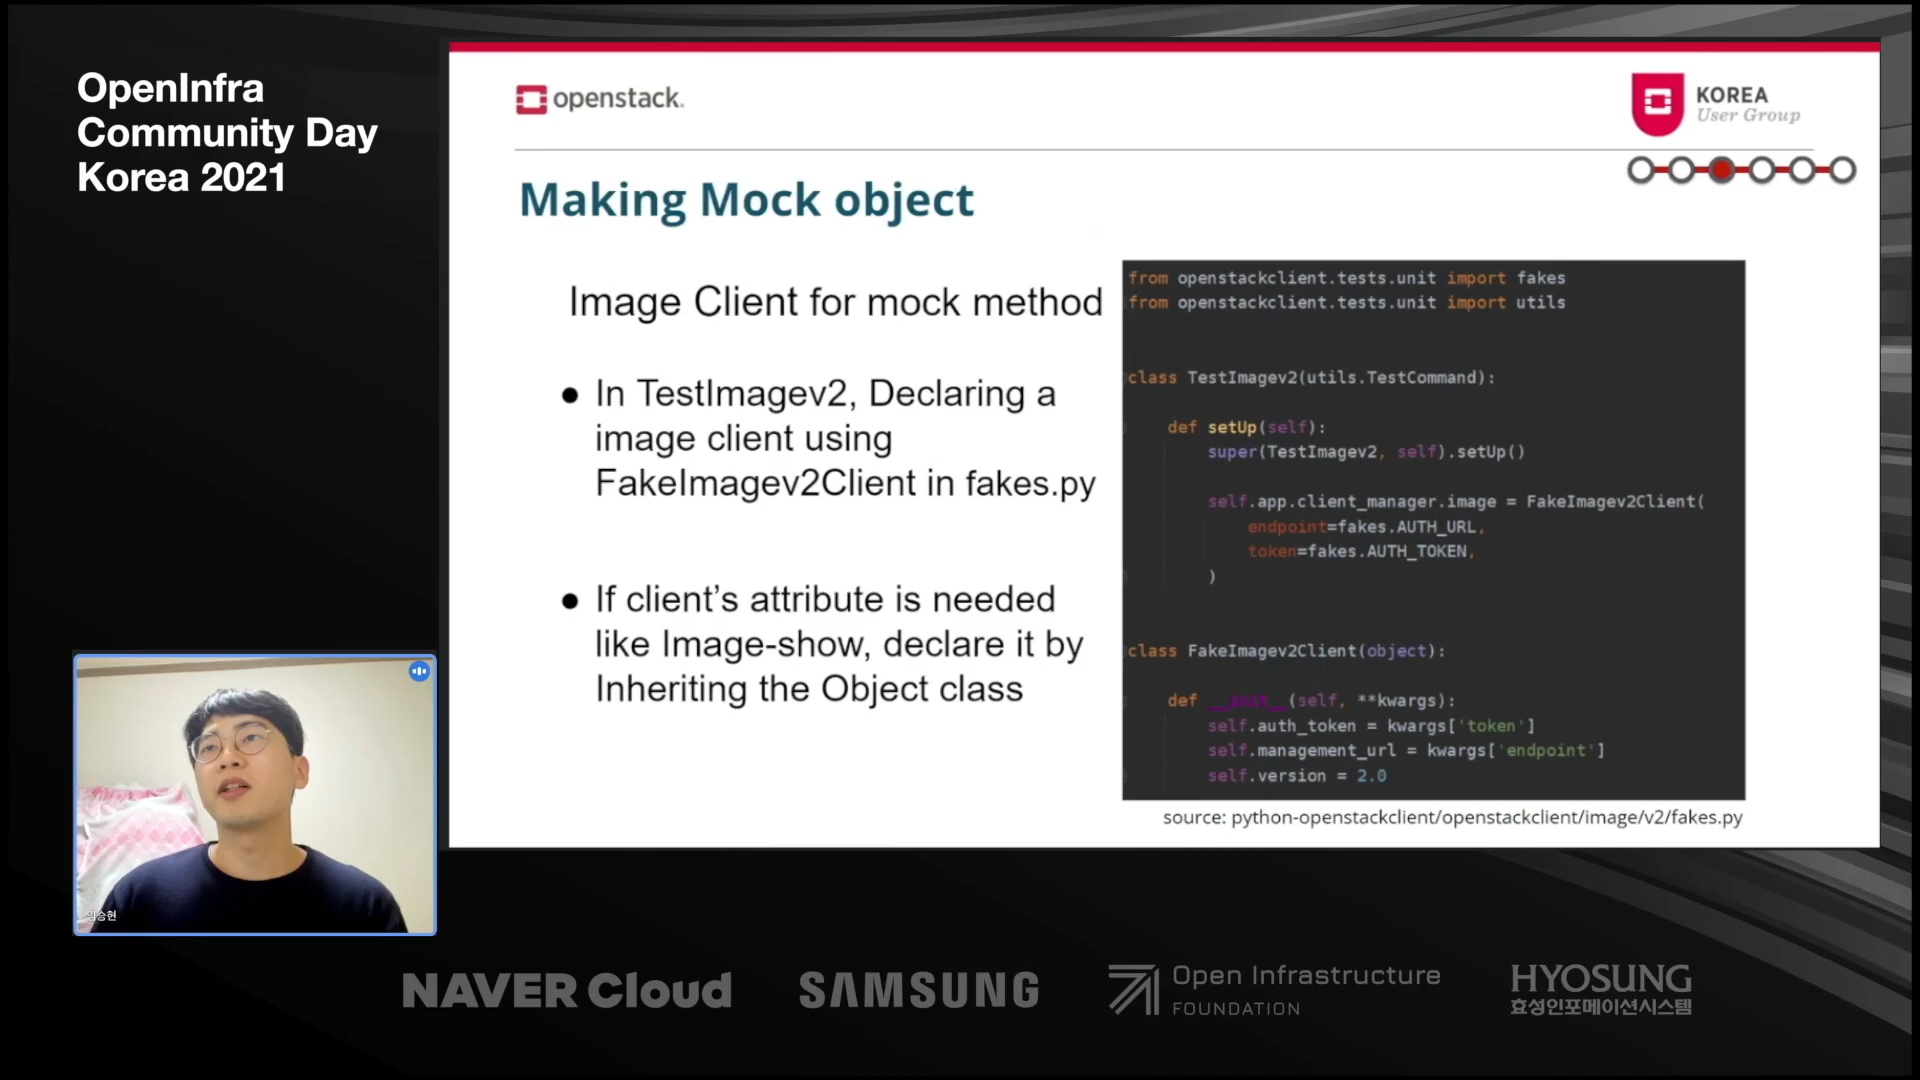 OpenInfra
Community Day
Korea 2021
openstack.
KOREA
User Group
Making Mock object
Image Client for mock method
● In TestImagev2, Declaring a
image client using
FakeImagev2Client in fakes.py
● If client’s attribute is needed
like Image-show, declare it by
Inheriting the Object class
from openstackclient.tests.unit import fakes
from openstackclient.tests.unit import utils
class TestImagev2(utils.TestCommand):
def setUp(self):
super(TestImagev2, self).setUp()
self.app.client_manager.image = FakeImagev2Client(
endpoint=fakes.AUTH_URL,
token=fakes.AUTH_TOKEN,
)
class FakeImagev2Client(object):
def __init__(self, **kwargs):
self.auth_token = kwargs['token']
self.management_url = kwargs['endpoint']
self.version = 2.0
source: python-openstackclient/openstackclient/image/v2/fakes.py
임승현
NAVER Cloud
SAMSUNG
Open Infrastructure
FOUNDATION
HYOSUNG
효성인포메이션시스템